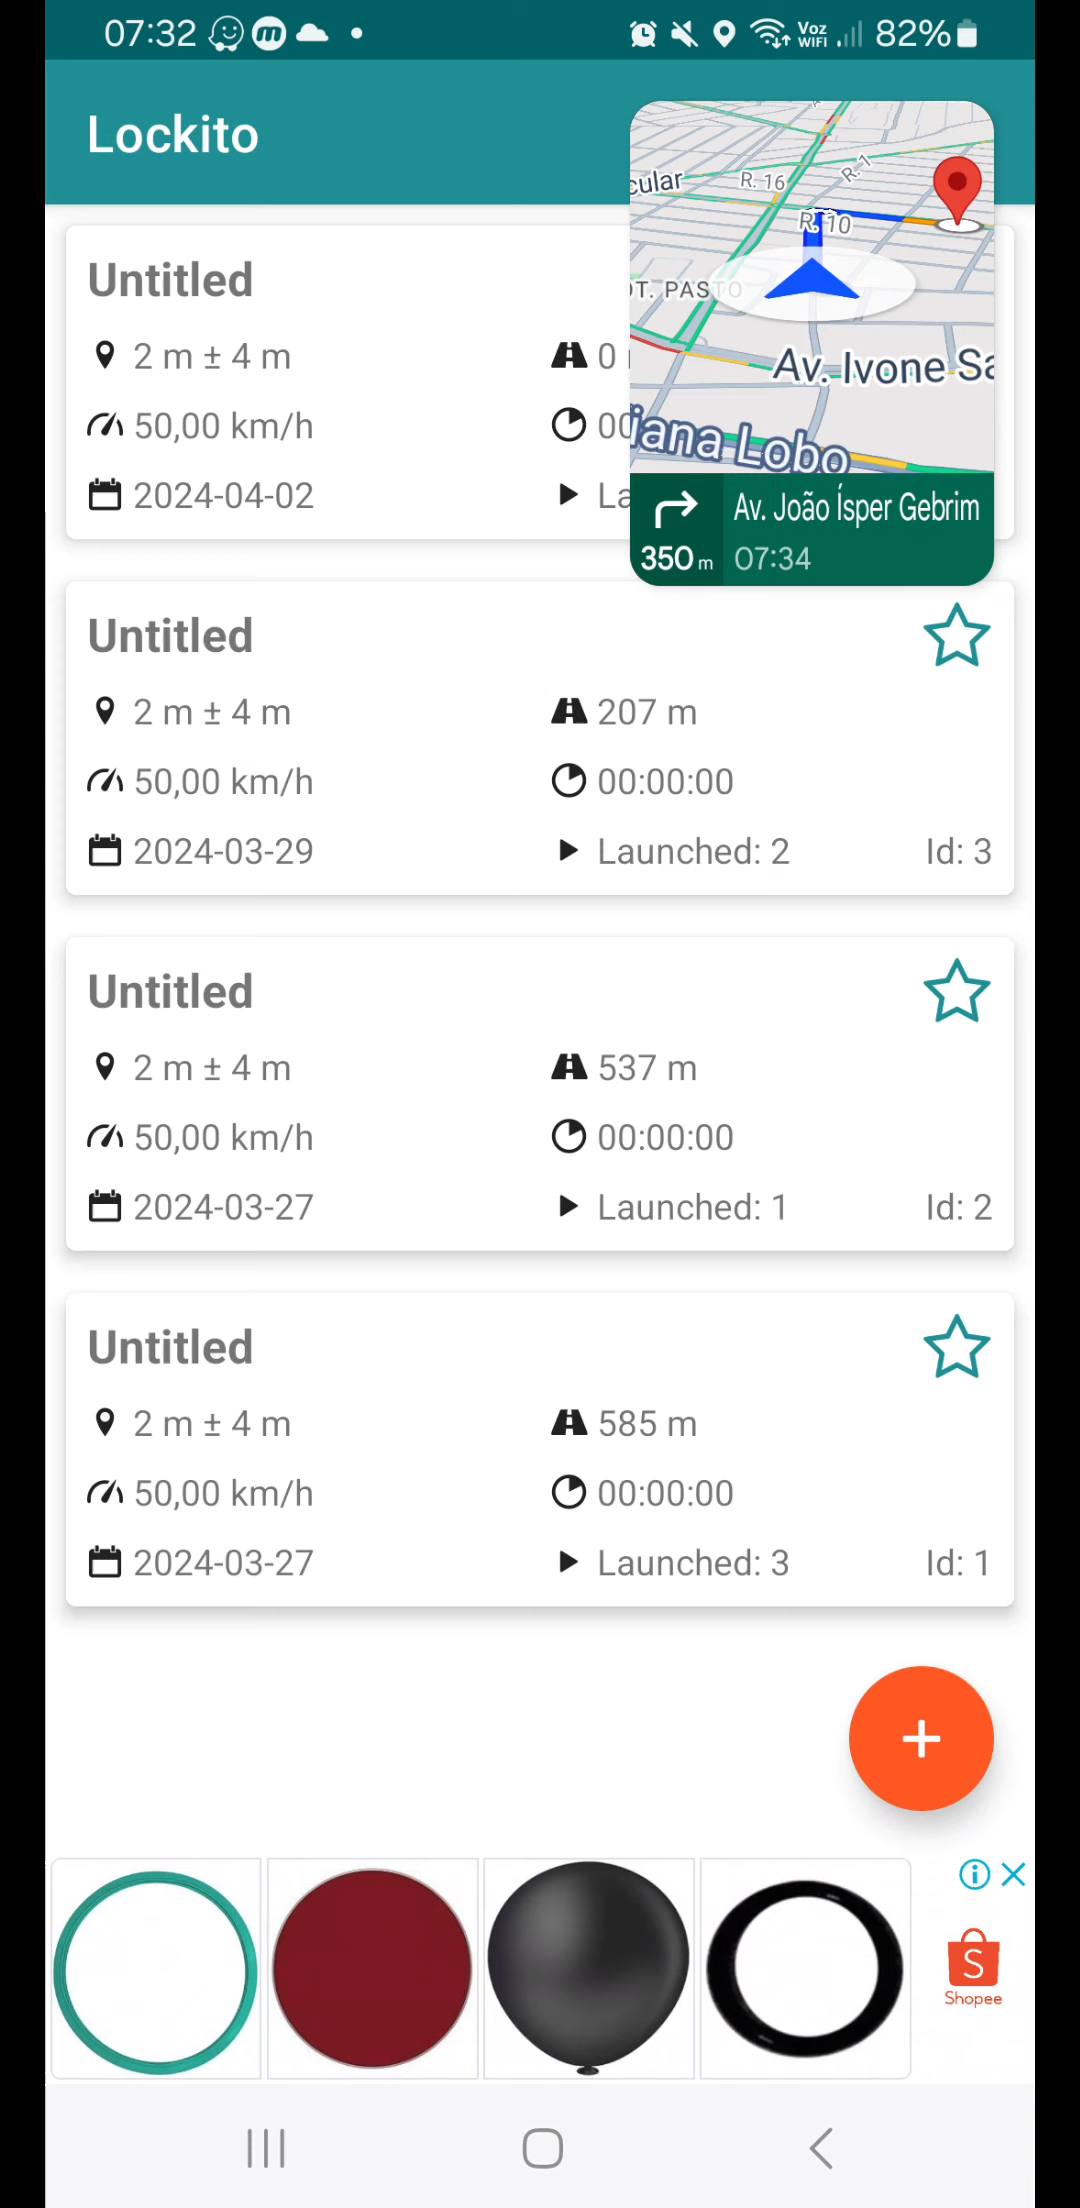 07:32
Voz WIFI 82%
Lockito
cular R. 16 R. 1
R. 10
OT. PASTO
Av. Ivone Sa
iana Lobo
350 m Av. João Ísper Gebrim
07:34
Untitled
2 m ± 4 m 0
50,00 km/h 00
2024-04-02 La
Untitled
2 m ± 4 m 207 m
50,00 km/h 00:00:00
2024-03-29 Launched: 2 Id: 3
Untitled
2 m ± 4 m 537 m
50,00 km/h 00:00:00
2024-03-27 Launched: 1 Id: 2
Untitled
2 m ± 4 m 585 m
50,00 km/h 00:00:00
2024-03-27 Launched: 3 Id: 1
Shopee